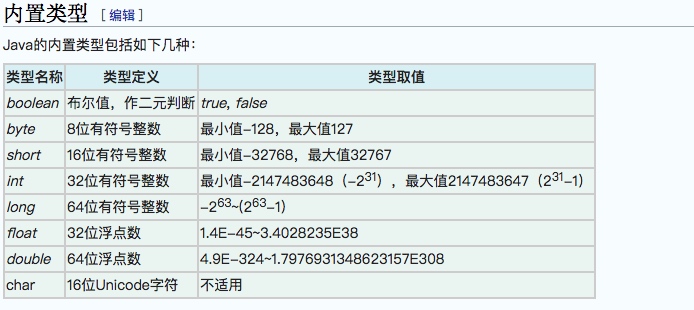 内置类型 [编辑]
Java的内置类型包括如下几种：
类型名称 类型定义 类型取值
boolean 布尔值，作二元判断 true, false
byte 8位有符号整数 最小值-128，最大值127
short 16位有符号整数 最小值-32768，最大值32767
int 32位有符号整数 最小值-2147483648（-2³¹），最大值2147483647（2³¹-1）
long 64位有符号整数 -2⁶³~(2⁶³-1)
float 32位浮点数 1.4E-45~3.4028235E38
double 64位浮点数 4.9E-324~1.7976931348623157E308
char 16位Unicode字符 不适用